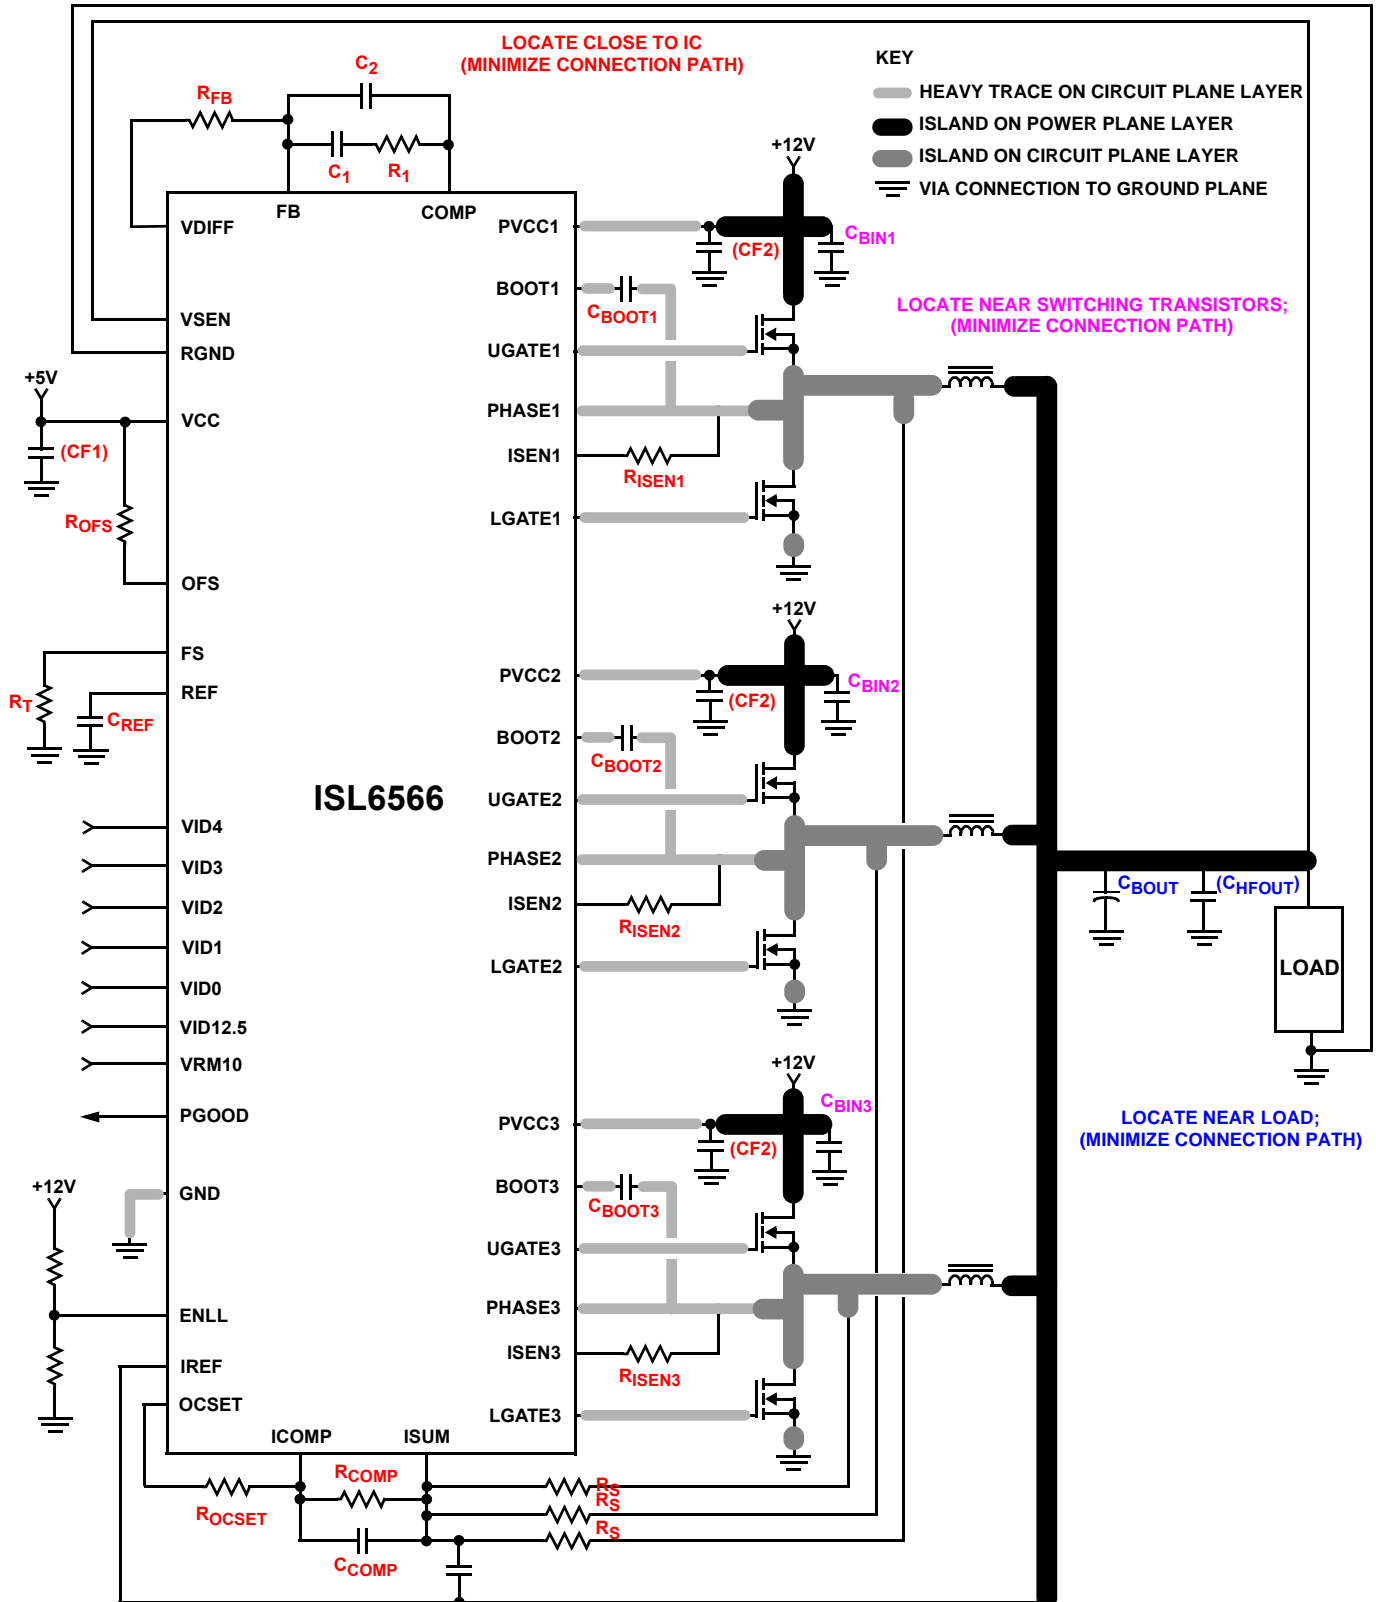 LOCATE CLOSE TO IC
(MINIMIZE CONNECTION PATH)
KEY
HEAVY TRACE ON CIRCUIT PLANE LAYER
ISLAND ON POWER PLANE LAYER
ISLAND ON CIRCUIT PLANE LAYER
VIA CONNECTION TO GROUND PLANE
C2
RFB
C1
R1
+12V
FB
COMP
VDIFF
PVCC1
(CF2)
CBIN1
BOOT1
CBOOT1
LOCATE NEAR SWITCHING TRANSISTORS;
(MINIMIZE CONNECTION PATH)
VSEN
RGND
UGATE1
+5V
VCC
PHASE1
(CF1)
ISEN1
RISEN1
ROFS
LGATE1
OFS
+12V
FS
PVCC2
(CF2)
CBIN2
REF
RT
CREF
BOOT2
CBOOT2
ISL6566
UGATE2
VID4
VID3
PHASE2
VID2
ISEN2
RISEN2
CBOUT
(CHFOUT)
VID1
LGATE2
LOAD
VID0
VID12.5
VRM10
+12V
PGOOD
PVCC3
(CF2)
CBIN3
LOCATE NEAR LOAD;
(MINIMIZE CONNECTION PATH)
+12V
GND
BOOT3
CBOOT3
UGATE3
ENLL
PHASE3
IREF
ISEN3
RISEN3
OCSET
LGATE3
ICOMP
ISUM
RCOMP
RS
ROCSET
RS
RS
CCOMP